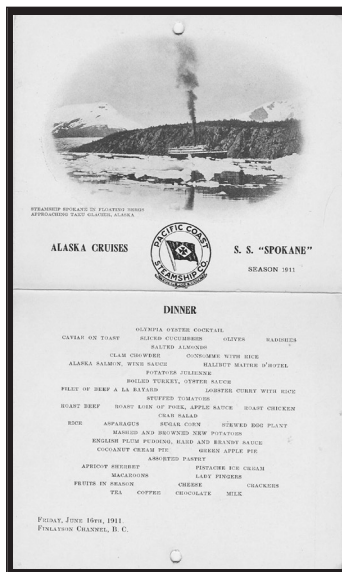 STEAMSHIP SPOKANE IN FLOATING
APPROACHING TAKU GLACIER, ALASKA
ALASKA CRUISES
PACIFIC COAST
STEAMSHIP CO.
S. S. "SPOKANE"
SEASON 1911
DINNER
OLYMPIA OYSTER COCKTAIL
CAVIAR ON TOAST SLICED CUCUMBERS OLIVES RADISHES
SALTED ALMONDS
CLAM CHOWDER CONSOMME WITH RICE
ALASKA SALMON, WINE SAUCE HALIBUT MAITRE D'HOTEL
POTATOES JULIENNE
BOILED TURKEY, OYSTER SAUCE
FILET OF BEEF A LA LOBSTER CURRY WITH RICE
STUFFED TOMATOES
ROAST BEEF ROAST LOIN OF PORK, APPLE SAUCE ROAST CHICKEN
CRAB SALAD
RICE ASPARAGUS SUGAR CORN STEWED EGG PLANT
MASHED AND BROWNED NEW POTATOES
ENGLISH PLUM PUDDING, HARD AND BRANDY SAUCE
COCOANUT CREAM PIE GREEN APPLE PIE
ASSORTED PASTRY
APRICOT SHERBET PISTACHE ICE CREAM
MACAROONS LADY FINGERS
FRUITS IN SEASON CHEESE CRACKERS
TEA COFFEE CHOCOLATE MILK
FRIDAY, JUNE 16TH, 1911.
FINLAYSON CHANNEL, B. C.